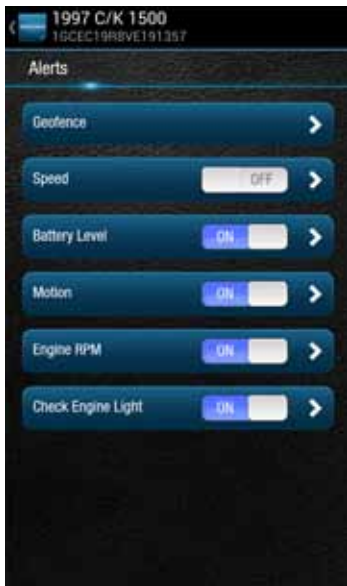 1997 C/K 1500
1GCEC19R8VE191357
Alerts
Geofence
Speed OFF
Battery Level ON
Motion ON
Engine RPM ON
Check Engine Light ON